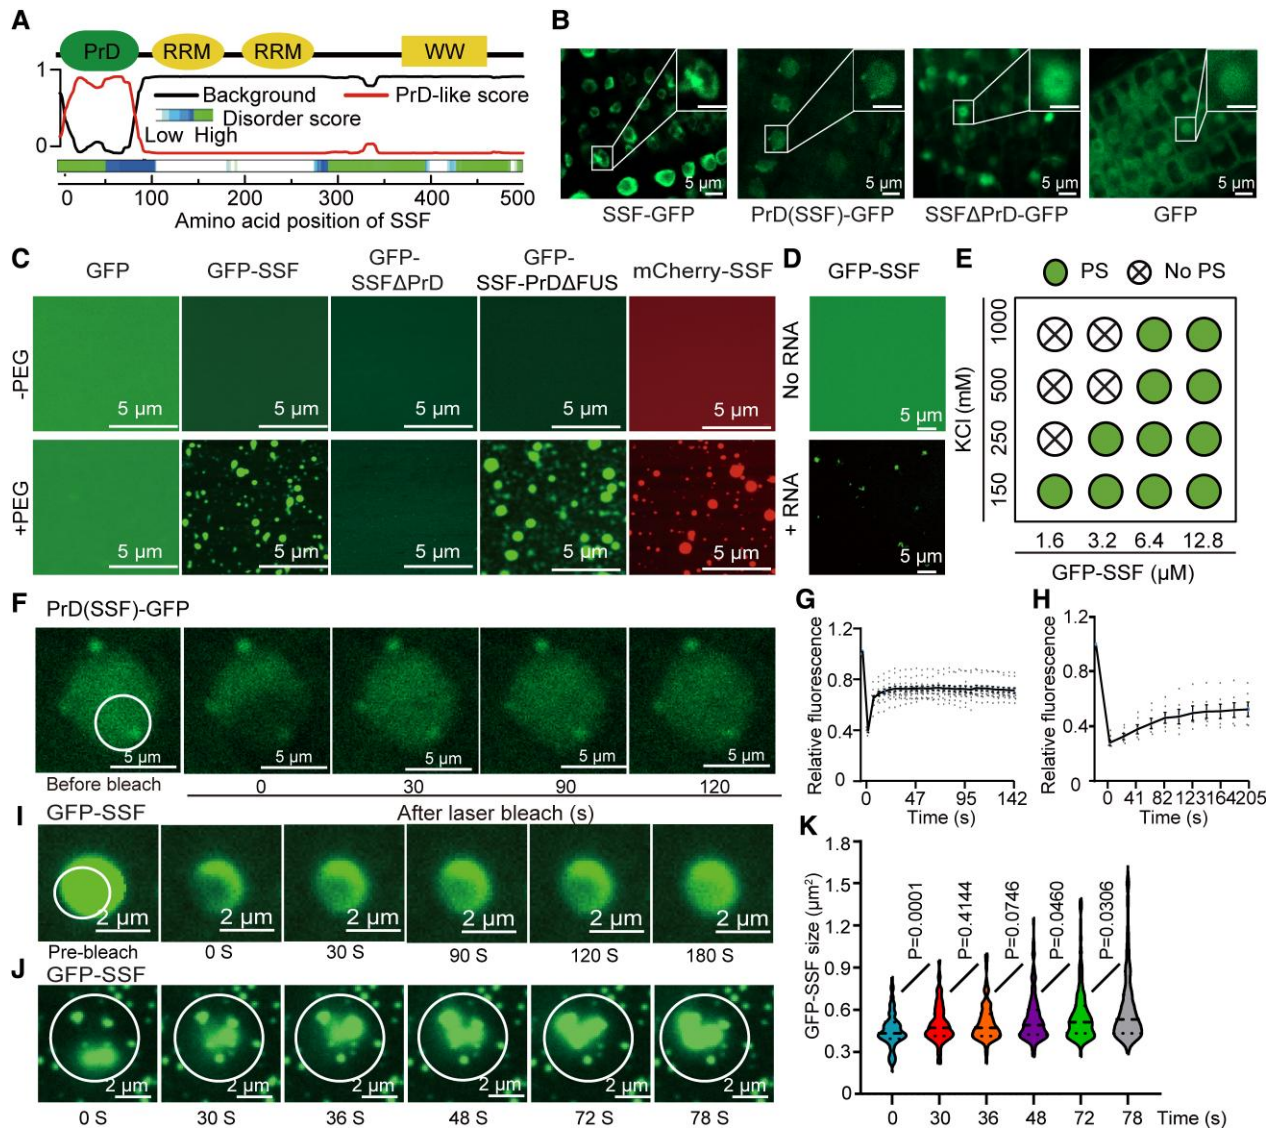 A
PrD RRM RRM WW
1
Background PrD-like score
Disorder score
Low High
0
0 100 200 300 400 500
Amino acid position of SSF
B
5 µm 5 µm 5 µm 5 µm
SSF-GFP PrD(SSF)-GFP SSFΔPrD-GFP GFP
C
GFP GFP-SSF GFP-SSFΔPrD GFP-SSF-PrDΔFUS mCherry-SSF
-PEG
5 µm 5 µm 5 µm 5 µm 5 µm
+PEG
5 µm 5 µm 5 µm 5 µm 5 µm
D
GFP-SSF
No RNA
5 µm
+ RNA
5 µm
E
PS No PS
KCl (mM)
1000
500
250
150
1.6 3.2 6.4 12.8
GFP-SSF (µM)
F
PrD(SSF)-GFP
5 µm 5 µm 5 µm 5 µm 5 µm
Before bleach 0 30 90 120
After laser bleach (s)
G
Relative fluorescence
1.2
0.8
0.4
0
0 47 95 142
Time (s)
H
Relative fluorescence
1.2
0.8
0.4
0
0 41 82 123 164 205
Time (s)
I
GFP-SSF
2 µm 2 µm 2 µm 2 µm 2 µm 2 µm
Pre-bleach 0 S 30 S 90 S 120 S 180 S
J
GFP-SSF
2 µm 2 µm 2 µm 2 µm 2 µm 2 µm
0 S 30 S 36 S 48 S 72 S 78 S
K
GFP-SSF size (µm²)
1.8
1.5
1.2
0.9
0.6
0.3
0
P=0.0001
P=0.4144
P=0.0746
P=0.0460
P=0.0306
0 30 36 48 72 78 Time (s)